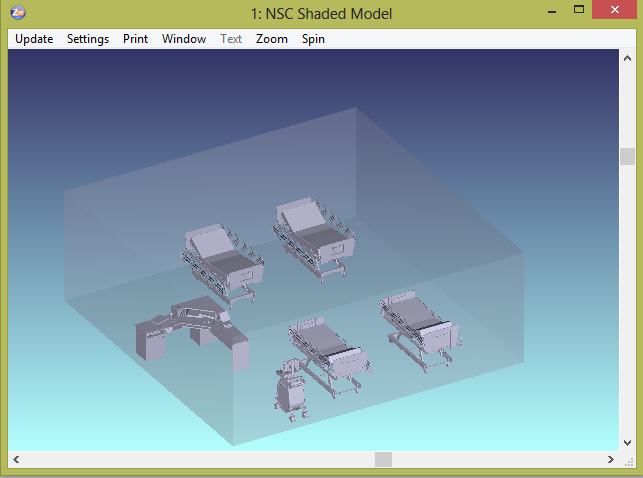 1: NSC Shaded Model
Update Settings Print Window Text Zoom Spin